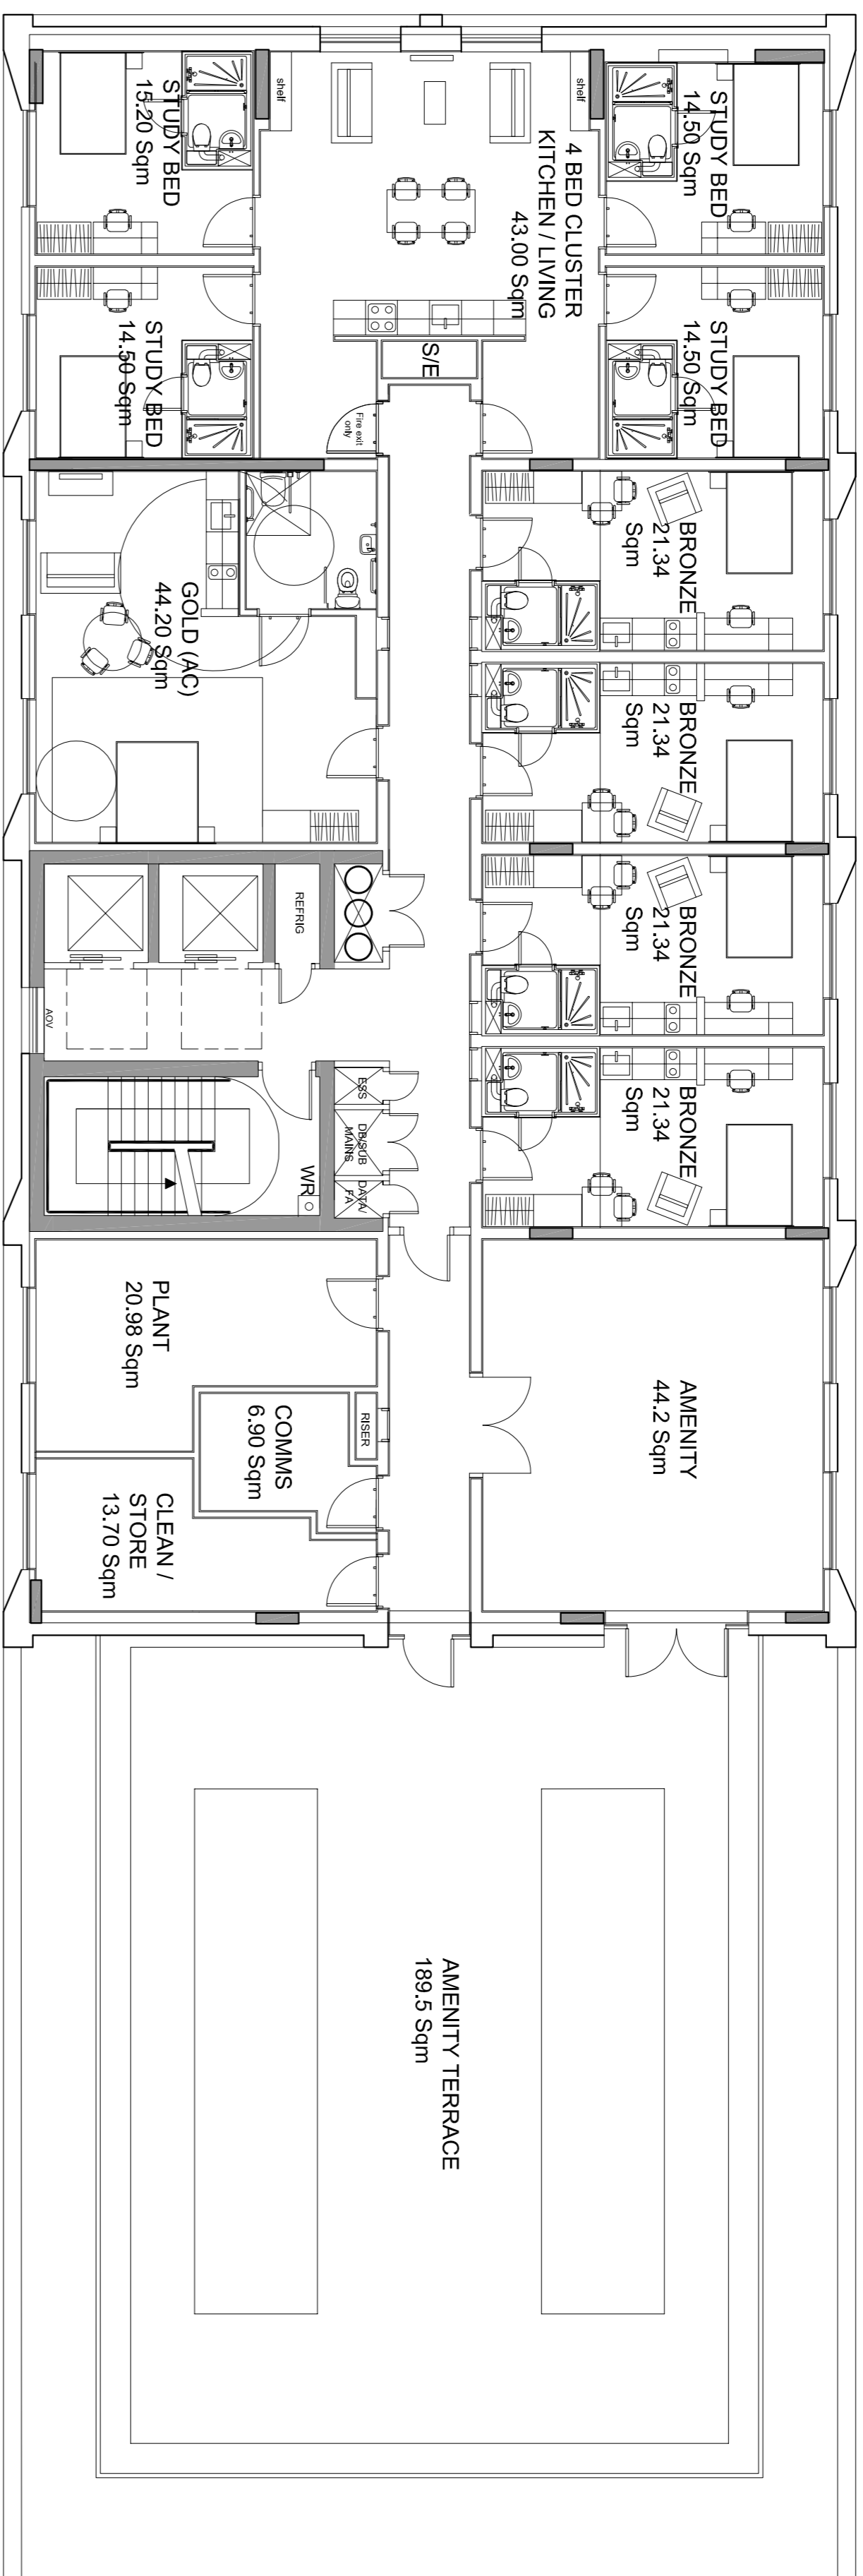 shelf
shelf
STUDY BED
15.20 Sqm
4 BED CLUSTER
KITCHEN / LIVING
43.00 Sqm
STUDY BED
14.50 Sqm
STUDY BED
14.50 Sqm
STUDY BED
14.50 Sqm
S/E
Fire exit
only
GOLD (AC)
44.20 Sqm
BRONZE
21.34
Sqm
BRONZE
21.34
Sqm
BRONZE
21.34
Sqm
BRONZE
21.34
Sqm
REFRIG
AOV
ESS
DB/SUB
MAINS
DATA/
FA
WR
PLANT
20.98 Sqm
COMMS
6.90 Sqm
RISER
CLEAN /
STORE
13.70 Sqm
AMENITY
44.2 Sqm
AMENITY TERRACE
189.5 Sqm